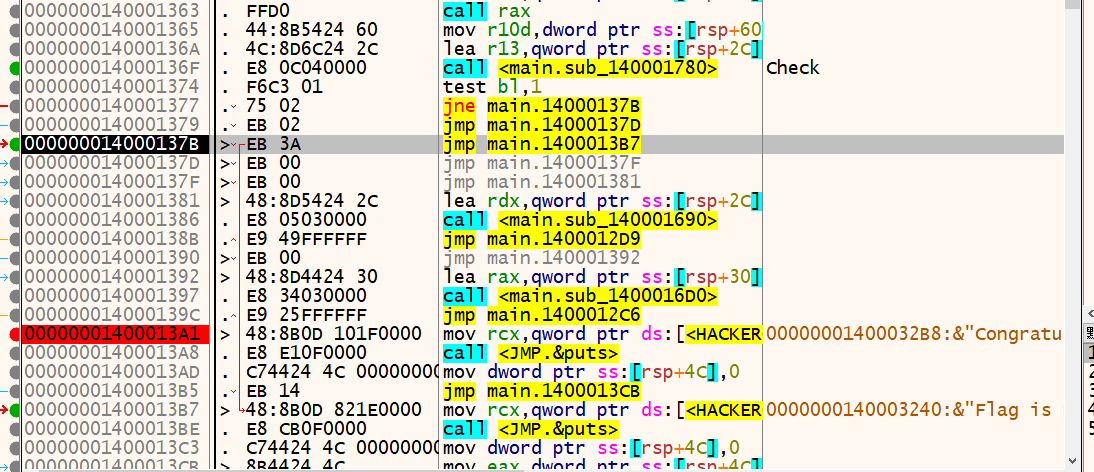 0000000140001363 . FFD0 call rax
0000000140001365 . 44:8B5424 60 mov r10d,dword ptr ss:[rsp+60
000000014000136A . 4C:8D6C24 2C lea r13,qword ptr ss:[rsp+2C]
000000014000136F . E8 0C040000 call <main.sub_140001780> Check
0000000140001374 . F6C3 01 test bl,1
0000000140001377 . 75 02 jne main.14000137B
0000000140001379 . EB 02 jmp main.14000137D
000000014000137B > EB 3A jmp main.1400013B7
000000014000137D > EB 00 jmp main.14000137F
000000014000137F > EB 00 jmp main.140001381
0000000140001381 > 48:8D5424 2C lea rdx,qword ptr ss:[rsp+2C]
0000000140001386 . E8 05030000 call <main.sub_140001690>
000000014000138B . E9 49FFFFFF jmp main.1400012D9
0000000140001390 > EB 00 jmp main.140001392
0000000140001392 > 48:8D4424 30 lea rax,qword ptr ss:[rsp+30]
0000000140001397 . E8 34030000 call <main.sub_1400016D0>
000000014000139C . E9 25FFFFFF jmp main.1400012C6
00000001400013A1 > 48:8B0D 101F0000 mov rcx,qword ptr ds:[<HACKER 00000001400032B8:&"Congratu
00000001400013A8 . E8 E10F0000 call <JMP.&puts>
00000001400013AD . C74424 4C 00000000 mov dword ptr ss:[rsp+4C],0
00000001400013B5 . EB 14 jmp main.1400013CB
00000001400013B7 > 48:8B0D 821E0000 mov rcx,qword ptr ds:[<HACKER 0000000140003240:&"Flag is
00000001400013BE . E8 CB0F0000 call <JMP.&puts>
00000001400013C3 . C74424 4C 00000000 mov dword ptr ss:[rsp+4C],0
00000001400013CB > 8B4424 4C mov eax,dword ptr ss:[rsp+4C]